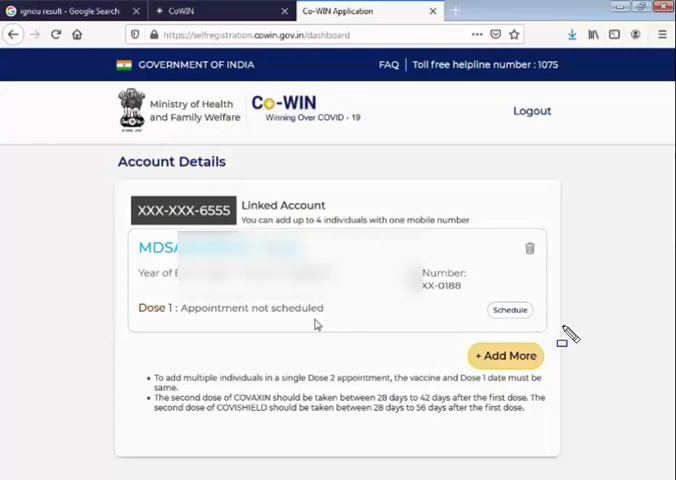 ignou result - Google Search
CoWIN
Co-WIN Application
https://selfregistration.cowin.gov.in/dashboard
GOVERNMENT OF INDIA
FAQ | Toll free helpline number : 1075
Ministry of Health
and Family Welfare
Co-WIN
Winning Over COVID - 19
Logout
Account Details
XXX-XXX-6555
Linked Account
You can add up to 4 individuals with one mobile number
Year of
Number:
XX-0188
Dose 1 : Appointment not scheduled
Schedule
+ Add More
• To add multiple individuals in a single Dose 2 appointment, the vaccine and Dose 1 date must be
same.
• The second dose of COVAXIN should be taken between 28 days to 42 days after the first dose. The
second dose of COVISHIELD should be taken between 28 days to 56 days after the first dose.